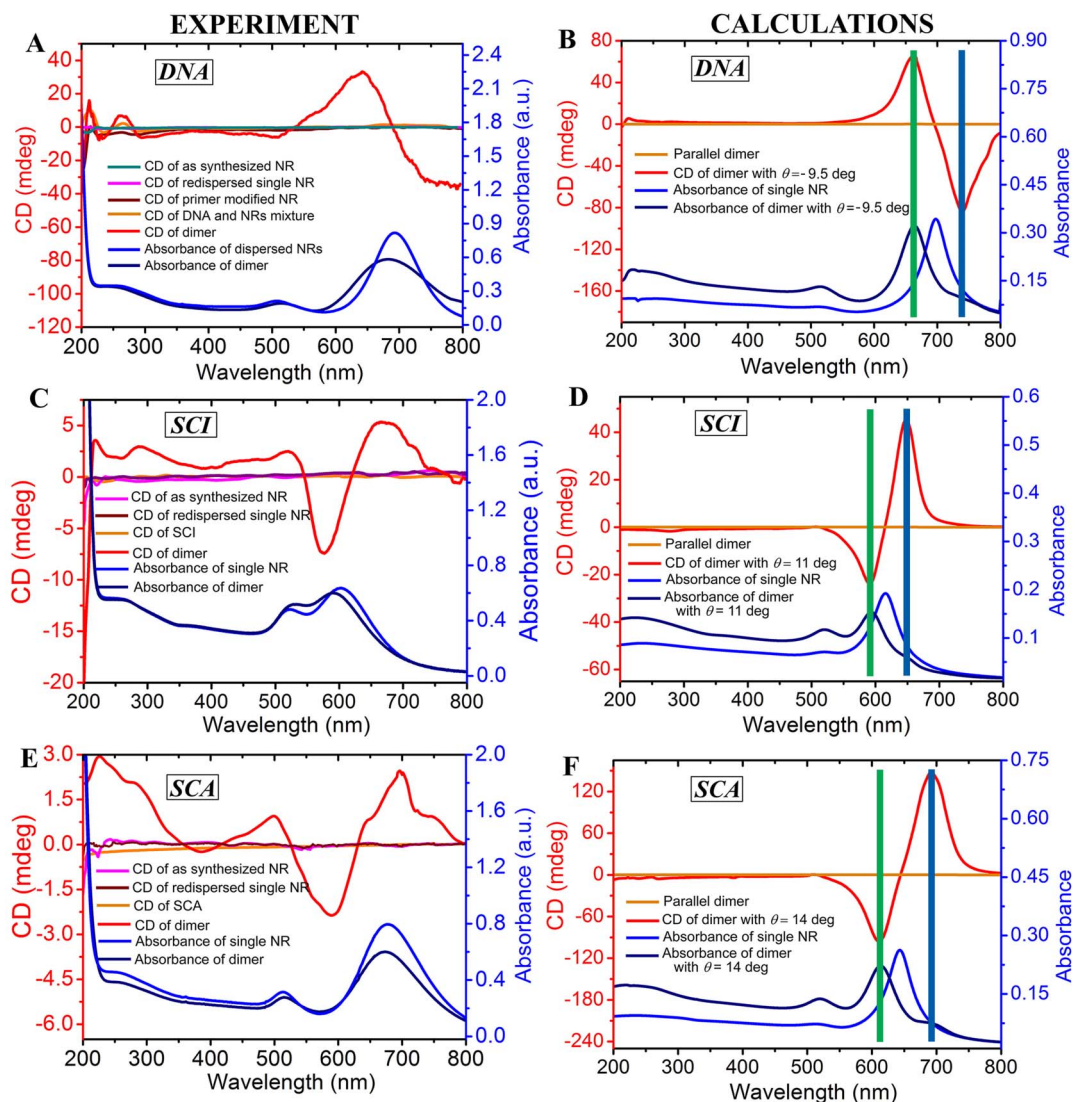 EXPERIMENT
CALCULATIONS
A
DNA
CD (mdeg)
40
20
0
-20
-40
-60
-80
-100
-120
CD of as synthesized NR
CD of redispersed single NR
CD of primer modified NR
CD of DNA and NRs mixture
CD of dimer
Absorbance of dispersed NRs
Absorbance of dimer
2.4
2.1
1.8
1.5
1.2
0.9
0.6
0.3
0.0
Absorbance (a.u.)
200 300 400 500 600 700 800
Wavelength (nm)
B
DNA
CD (mdeg)
80
40
0
-40
-80
-120
-160
Parallel dimer
CD of dimer with θ=-9.5 deg
Absorbance of single NR
Absorbance of dimer with θ=-9.5 deg
0.90
0.75
0.60
0.45
0.30
0.15
Absorbance
200 300 400 500 600 700 800
Wavelength (nm)
C
SCI
CD (mdeg)
5
0
-5
-10
-15
-20
CD of as synthesized NR
CD of redispersed single NR
CD of SCI
CD of dimer
Absorbance of single NR
Absorbance of dimer
2.0
1.6
1.2
0.8
0.4
0.0
Absorbance (a.u.)
200 300 400 500 600 700 800
Wavelength (nm)
D
SCI
CD (mdeg)
40
20
0
-20
-40
-60
Parallel dimer
CD of dimer with θ= 11 deg
Absorbance of single NR
Absorbance of dimer
with θ= 11 deg
0.6
0.5
0.4
0.3
0.2
0.1
Absorbance
200 300 400 500 600 700 800
Wavelength (nm)
E
SCA
CD (mdeg)
3.0
1.5
0.0
-1.5
-3.0
-4.5
-6.0
CD of as synthesized NR
CD of redispersed single NR
CD of SCA
CD of dimer
Absorbance of single NR
Absorbance of dimer
2.0
1.6
1.2
0.8
0.4
0.0
Absorbance (a.u.)
200 300 400 500 600 700 800
Wavelength (nm)
F
SCA
CD (mdeg)
120
60
0
-60
-120
-180
-240
Parallel dimer
CD of dimer with θ= 14 deg
Absorbance of single NR
Absorbance of dimer
with θ= 14 deg
0.75
0.60
0.45
0.30
0.15
Absorbance
200 300 400 500 600 700 800
Wavelength (nm)